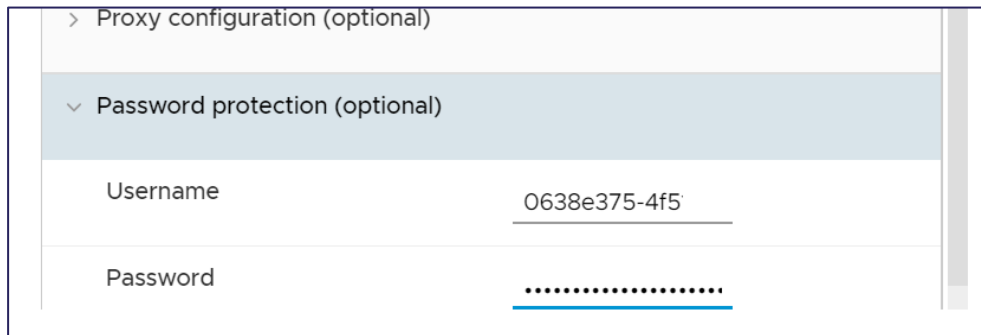 Proxy configuration (optional)
Password protection (optional)
Username
0638e375-4f5
Password